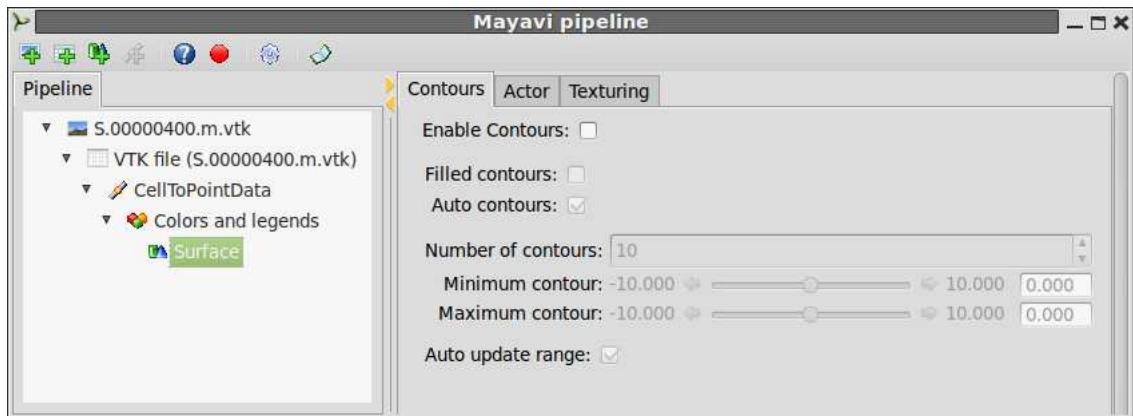 Mayavi pipeline
Pipeline
S.00000400.m.vtk
VTK file (S.00000400.m.vtk)
CellToPointData
Colors and legends
Surface
Contours Actor Texturing
Enable Contours:
Filled contours:
Auto contours:
Number of contours: 10
Minimum contour: -10.000 10.000 0.000
Maximum contour: -10.000 10.000 0.000
Auto update range: